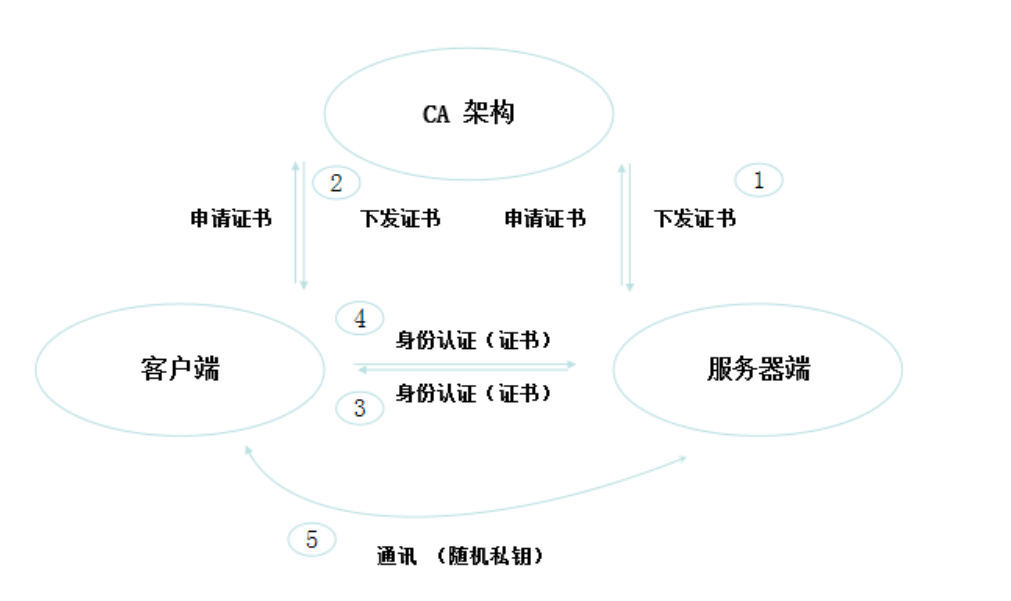 CA 架构
2
1
申请证书
下发证书
申请证书
下发证书
4
身份认证（证书）
客户端
服务器端
身份认证（证书）
3
5
通讯 （随机私钥）